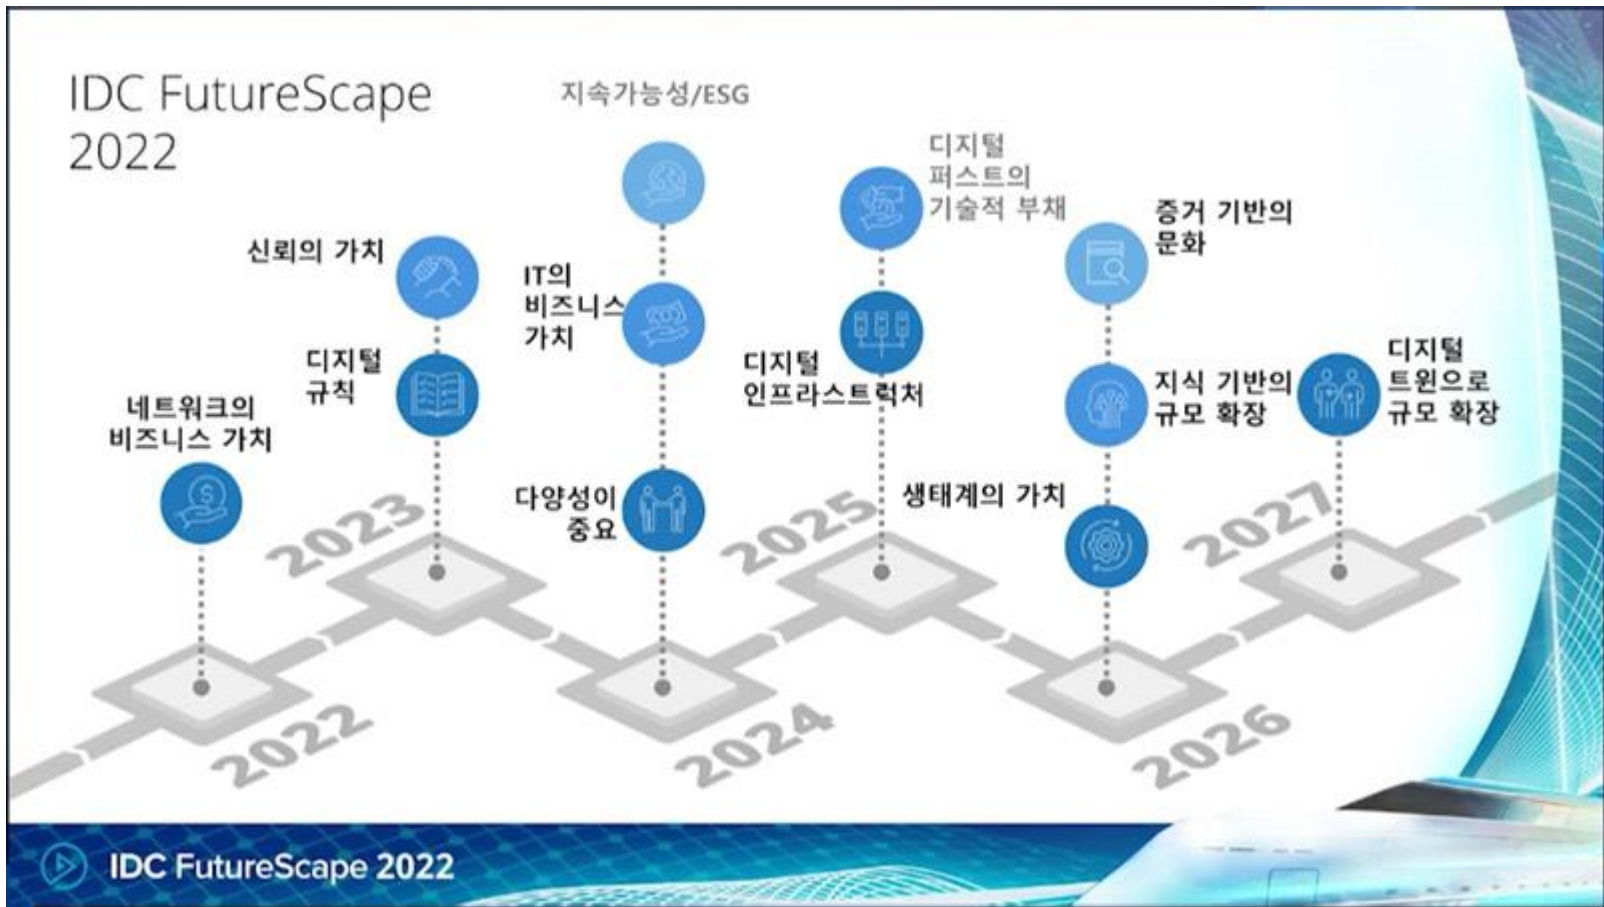 IDC FutureScape
2022
지속가능성/ESG
디지털
퍼스트의
기술적 부채
증거 기반의
문화
신뢰의 가치
IT의
비즈니스
가치
디지털
규칙
디지털
인프라스트럭처
지식 기반의
규모 확장
디지털
트윈으로
규모 확장
네트워크의
비즈니스 가치
다양성이
중요
생태계의 가치
2023
2025
2027
2022
2024
2026
IDC FutureScape 2022